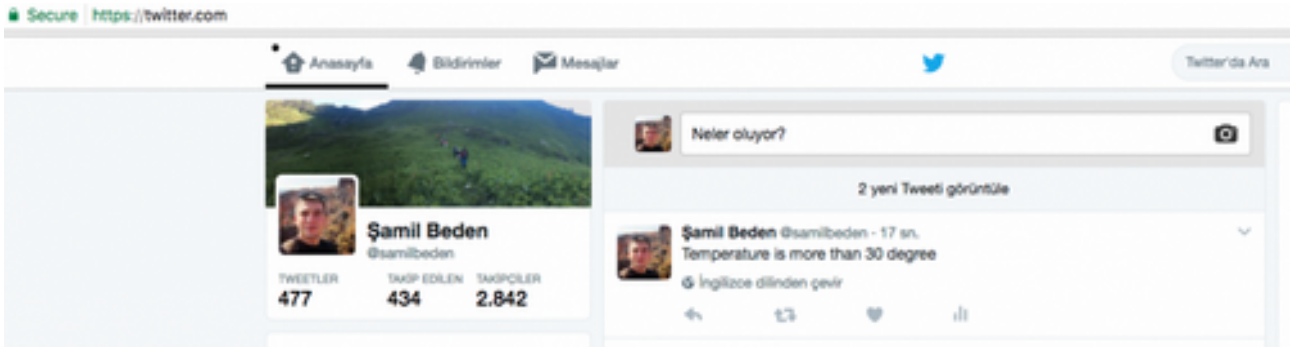 Secure https://twitter.com
Anasayfa Bildirimler Mesajlar Twitter'da Ara
Neler oluyor?
2 yeni Tweeti görüntüle
Şamil Beden
@samilbeden
TWEETLER TAKİP EDİLEN TAKİPÇİLER
477 434 2.842
Şamil Beden @samilbeden · 17 sn.
Temperature is more than 30 degree
İngilizce dilinden çevir